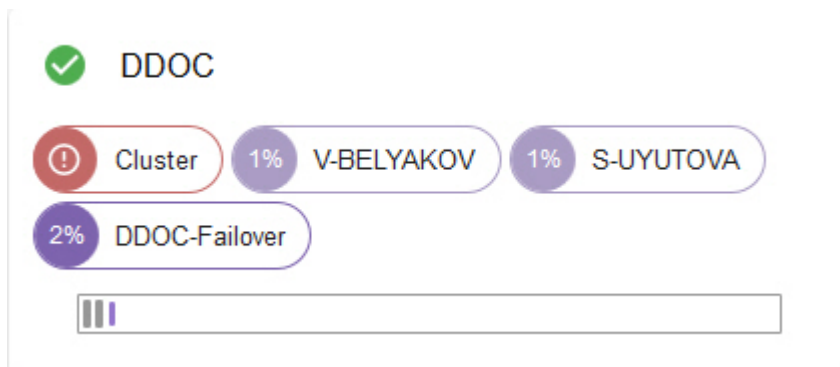 DDOC
Cluster 1% V-BELYAKOV 1% S-UYUTOVA
2% DDOC-Failover